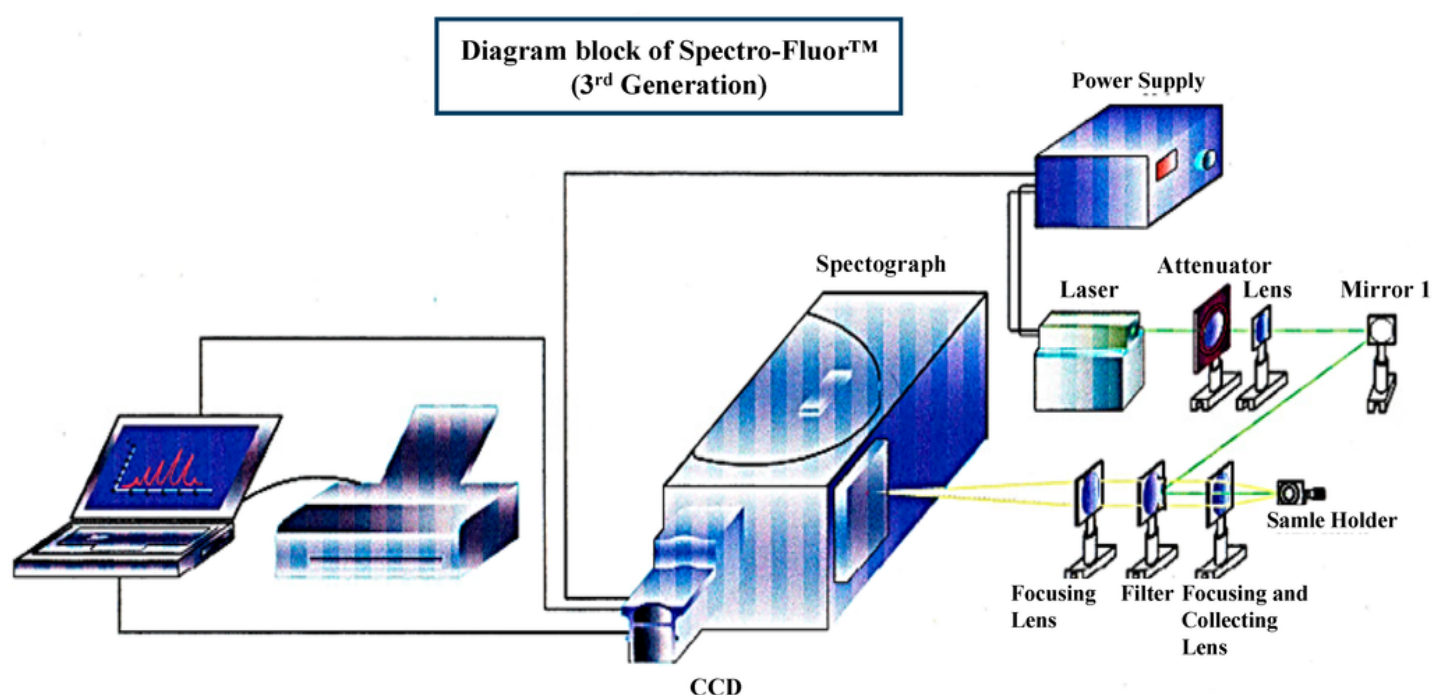 Diagram block of Spectro-Fluor™
(3rd Generation)
Power Supply
Spectograph
Attenuator
Laser
Lens
Mirror 1
Samle Holder
Focusing
Lens
Filter
Focusing and
Collecting
Lens
CCD